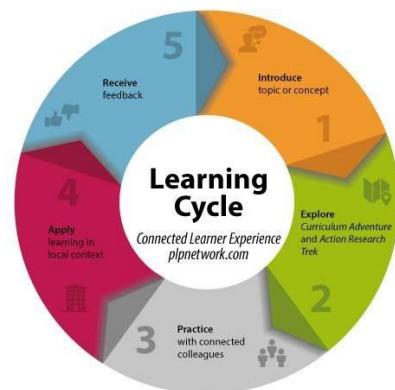 Learning
Cycle
Connected Learner Experience
plpnetwork.com
1
Introduce
topic or concept
2
Explore
Curriculum Adventure
and Action Research
Trek
3
Practice
with connected
colleagues
4
Apply
learning in
local context
5
Receive
feedback